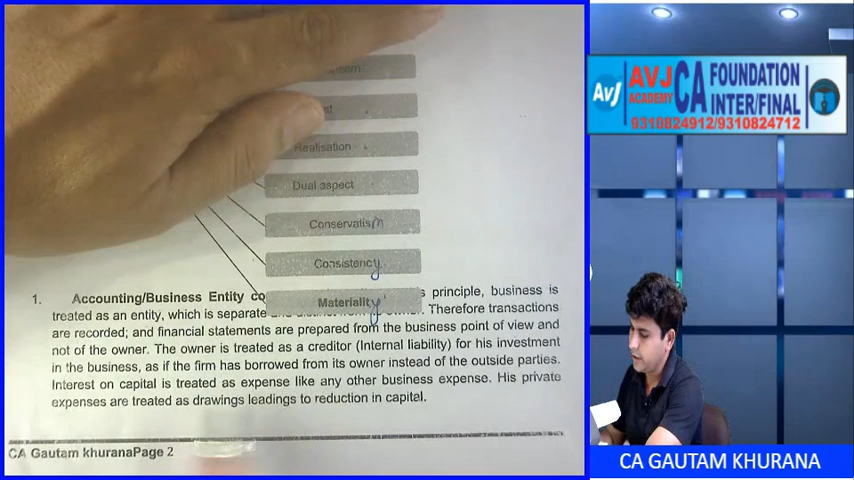 Realisation
Dual aspect
Conservatism
Consistency
Materiality
1. Accounting/Business Entity co principle, business is
treated as an entity, which is separate Therefore transactions
are recorded; and financial statements are prepared from the business point of view and
not of the owner. The owner is treated as a creditor (Internal liability) for his investment
in the business, as if the firm has borrowed from its owner instead of the outside parties.
Interest on capital is treated as expense like any other business expense. His private
expenses are treated as drawings leadings to reduction in capital.
CA Gautam khuranaPage 2
AVJ
AVJ
ACADEMY
CA
FOUNDATION
INTER/FINAL
9310824912/9310824712
CA GAUTAM KHURANA